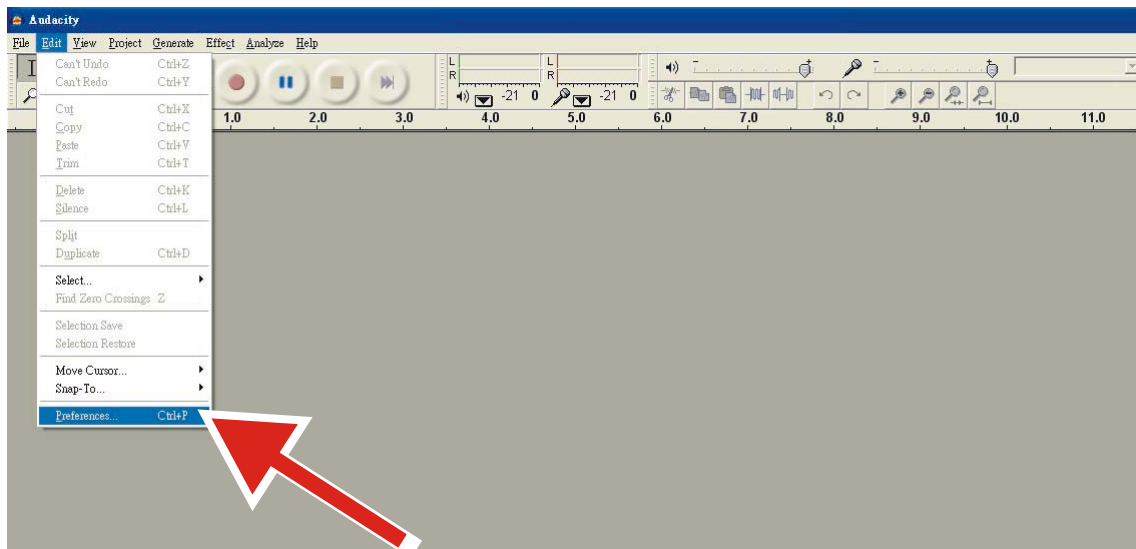 Audacity
File Edit View Project Generate Effect Analyze Help
Can't Undo Ctrl+Z
Can't Redo Ctrl+Y
Cut Ctrl+X
Copy Ctrl+C
Paste Ctrl+V
Trim Ctrl+T
Delete Ctrl+K
Silence Ctrl+L
Split
Duplicate Ctrl+D
Select...
Find Zero Crossings Z
Selection Save
Selection Restore
Move Cursor...
Snap-To...
Preferences... Ctrl+P
L L
R R
-21 0 -21 0
1.0 2.0 3.0 4.0 5.0 6.0 7.0 8.0 9.0 10.0 11.0